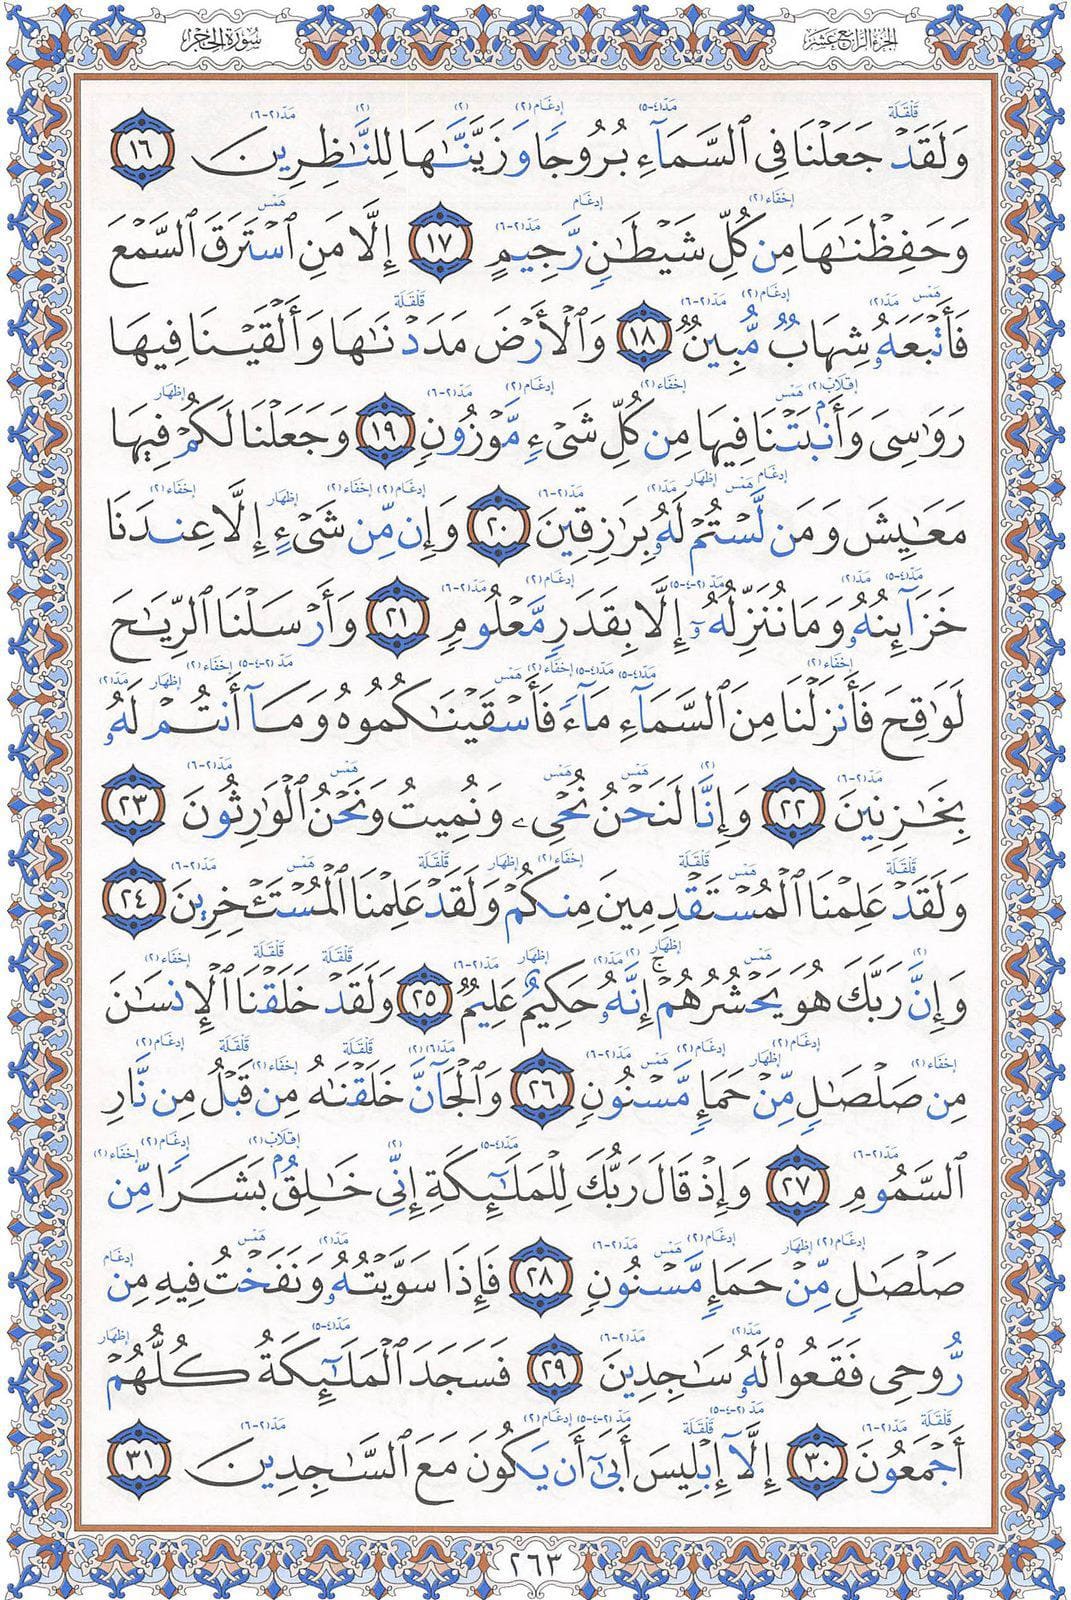 الجزء الرابع عشر
سورة الحجر
وَلَقَدْ جَعَلْنَا فِى ٱلسَّمَآءِ بُرُوجًا وَزَيَّنَّـٰهَا لِلنَّـٰظِرِينَ ١٦
وَحَفِظْنَـٰهَا مِن كُلِّ شَيْطَـٰنٍ رَّجِيمٍ ١٧ إِلَّا مَنِ ٱسْتَرَقَ ٱلسَّمْعَ
فَأَتْبَعَهُۥ شِهَابٌ مُّبِينٌ ١٨ وَٱلْأَرْضَ مَدَدْنَـٰهَا وَأَلْقَيْنَا فِيهَا
رَوَٰسِىَ وَأَنۢبَتْنَا فِيهَا مِن كُلِّ شَىْءٍ مَّوْزُونٍ ١٩ وَجَعَلْنَا لَكُمْ فِيهَا
مَعَـٰيِشَ وَمَن لَّسْتُمْ لَهُۥ بِرَٰزِقِينَ ٢٠ وَإِن مِّن شَىْءٍ إِلَّا عِندَنَا
خَزَآئِنُهُۥ وَمَا نُنَزِّلُهُۥٓ إِلَّا بِقَدَرٍ مَّعْلُومٍ ٢١ وَأَرْسَلْنَا ٱلرِّيَـٰحَ
لَوَٰقِحَ فَأَنزَلْنَا مِنَ ٱلسَّمَآءِ مَآءً فَأَسْقَيْنَـٰكُمُوهُ وَمَآ أَنتُمْ لَهُۥ
بِخَـٰزِنِينَ ٢٢ وَإِنَّا لَنَحْنُ نُحْىِۦ وَنُمِيتُ وَنَحْنُ ٱلْوَٰرِثُونَ ٢٣
وَلَقَدْ عَلِمْنَا ٱلْمُسْتَقْدِمِينَ مِنكُمْ وَلَقَدْ عَلِمْنَا ٱلْمُسْتَـْٔخِرِينَ ٢٤
وَإِنَّ رَبَّكَ هُوَ يَحْشُرُهُمْ ۚ إِنَّهُۥ حَكِيمٌ عَلِيمٌ ٢٥ وَلَقَدْ خَلَقْنَا ٱلْإِنسَـٰنَ
مِن صَلْصَـٰلٍ مِّنْ حَمَإٍ مَّسْنُونٍ ٢٦ وَٱلْجَآنَّ خَلَقْنَـٰهُ مِن قَبْلُ مِن نَّارِ
ٱلسَّمُومِ ٢٧ وَإِذْ قَالَ رَبُّكَ لِلْمَلَـٰٓئِكَةِ إِنِّى خَـٰلِقٌۢ بَشَرًا مِّن
صَلْصَـٰلٍ مِّنْ حَمَإٍ مَّسْنُونٍ ٢٨ فَإِذَا سَوَّيْتُهُۥ وَنَفَخْتُ فِيهِ مِن
رُّوحِى فَقَعُوا۟ لَهُۥ سَـٰجِدِينَ ٢٩ فَسَجَدَ ٱلْمَلَـٰٓئِكَةُ كُلُّهُمْ
أَجْمَعُونَ ٣٠ إِلَّآ إِبْلِيسَ أَبَىٰٓ أَن يَكُونَ مَعَ ٱلسَّـٰجِدِينَ ٣١
٢٦٣